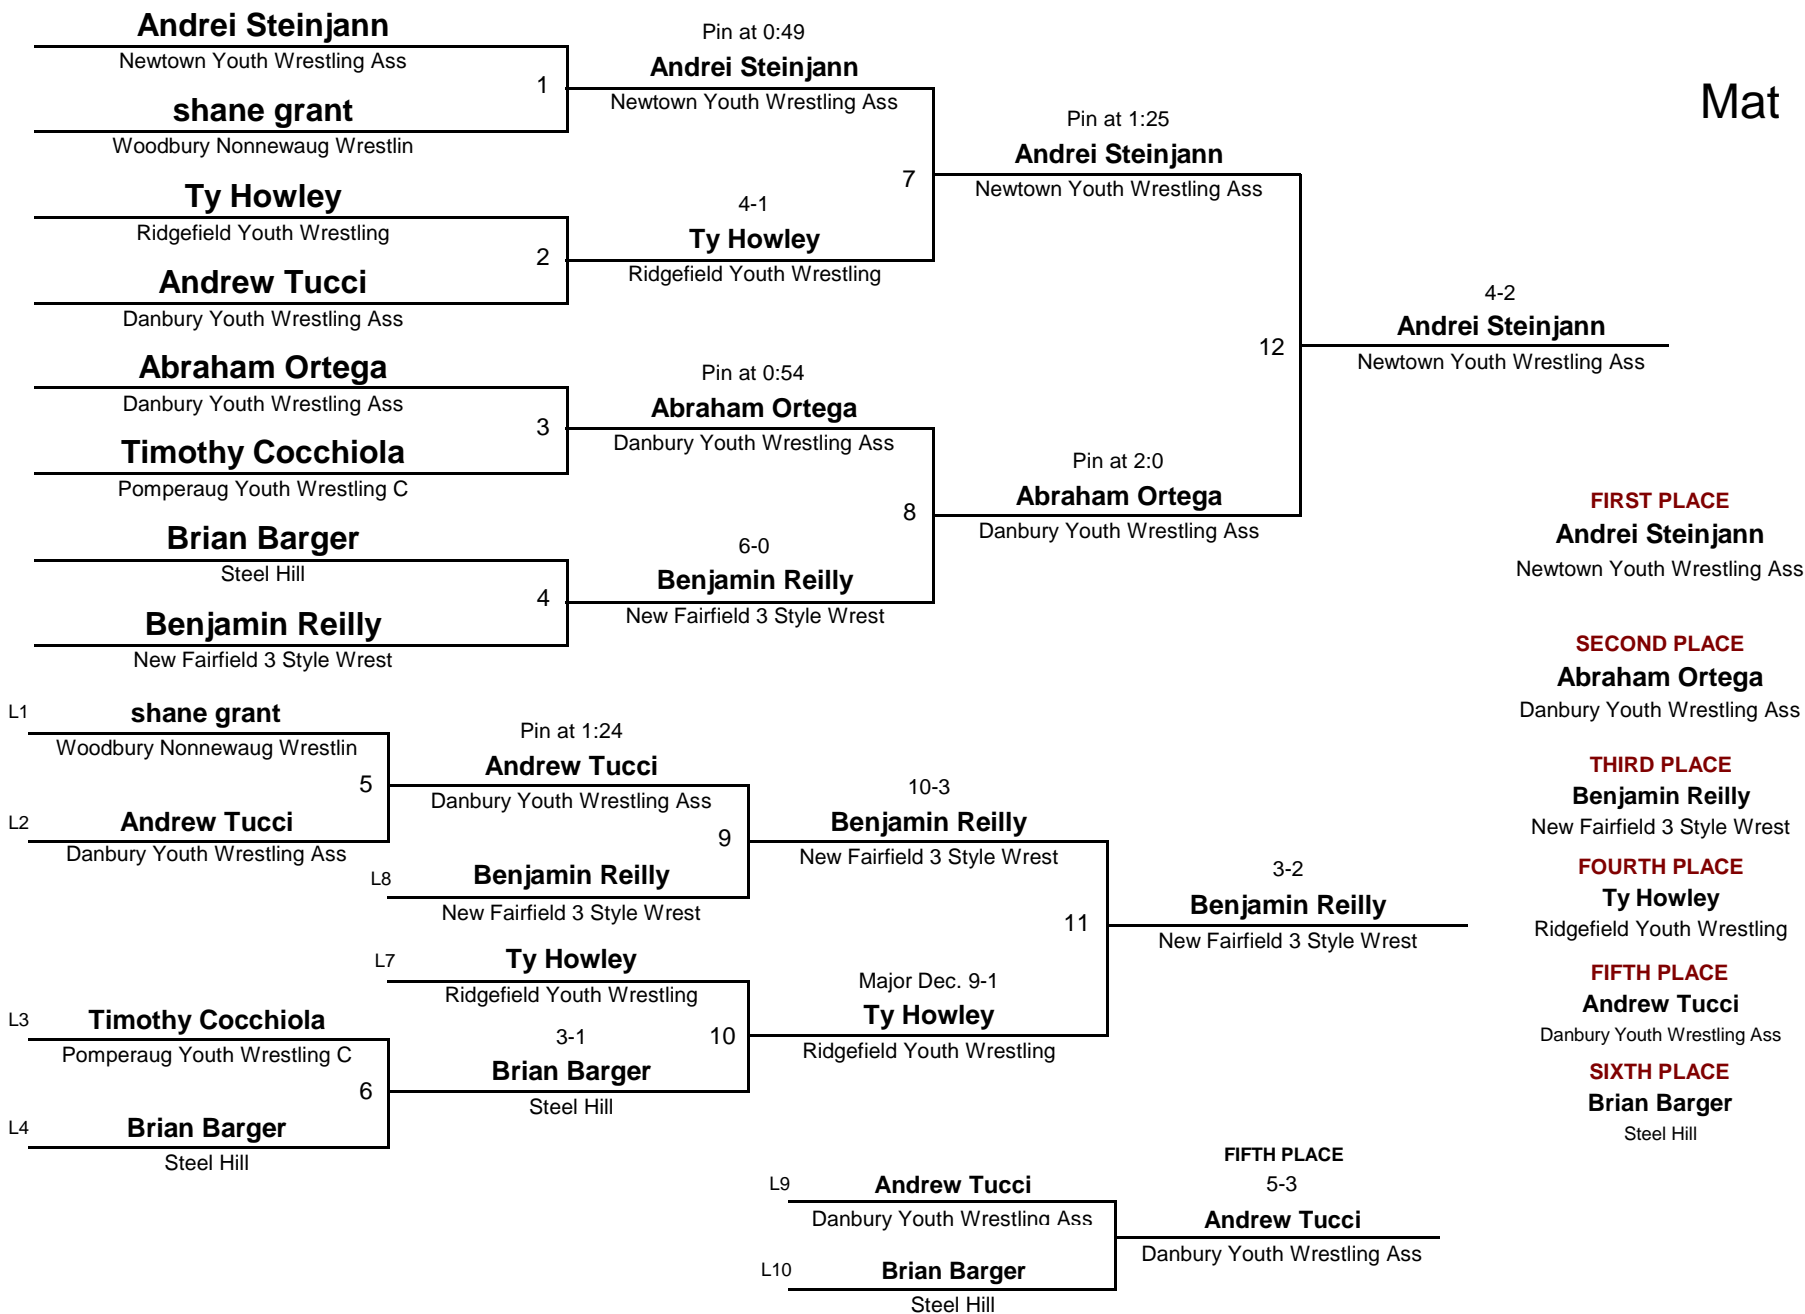 Andrei Steinjann
Newtown Youth Wrestling Ass
1
shane grant
Woodbury Nonnewaug Wrestlin
Ty Howley
Ridgefield Youth Wrestling
2
Andrew Tucci
Danbury Youth Wrestling Ass
Abraham Ortega
Danbury Youth Wrestling Ass
3
Timothy Cocchiola
Pomperaug Youth Wrestling C
Brian Barger
Steel Hill
4
Benjamin Reilly
New Fairfield 3 Style Wrest
Pin at 0:49
Andrei Steinjann
Newtown Youth Wrestling Ass
7
4-1
Ty Howley
Ridgefield Youth Wrestling
Pin at 0:54
Abraham Ortega
Danbury Youth Wrestling Ass
8
6-0
Benjamin Reilly
New Fairfield 3 Style Wrest
Pin at 1:25
Andrei Steinjann
Newtown Youth Wrestling Ass
12
Pin at 2:0
Abraham Ortega
Danbury Youth Wrestling Ass
4-2
Andrei Steinjann
Newtown Youth Wrestling Ass
Mat
FIRST PLACE
Andrei Steinjann
Newtown Youth Wrestling Ass
SECOND PLACE
Abraham Ortega
Danbury Youth Wrestling Ass
THIRD PLACE
Benjamin Reilly
New Fairfield 3 Style Wrest
FOURTH PLACE
Ty Howley
Ridgefield Youth Wrestling
FIFTH PLACE
Andrew Tucci
Danbury Youth Wrestling Ass
SIXTH PLACE
Brian Barger
Steel Hill
L1
shane grant
Woodbury Nonnewaug Wrestlin
5
L2
Andrew Tucci
Danbury Youth Wrestling Ass
L3
Timothy Cocchiola
Pomperaug Youth Wrestling C
6
L4
Brian Barger
Steel Hill
Pin at 1:24
Andrew Tucci
Danbury Youth Wrestling Ass
9
L8
Benjamin Reilly
New Fairfield 3 Style Wrest
L7
Ty Howley
Ridgefield Youth Wrestling
3-1
10
Brian Barger
Steel Hill
10-3
Benjamin Reilly
New Fairfield 3 Style Wrest
11
Major Dec. 9-1
Ty Howley
Ridgefield Youth Wrestling
3-2
Benjamin Reilly
New Fairfield 3 Style Wrest
L9
Andrew Tucci
Danbury Youth Wrestling Ass
L10
Brian Barger
Steel Hill
FIFTH PLACE
5-3
Andrew Tucci
Danbury Youth Wrestling Ass